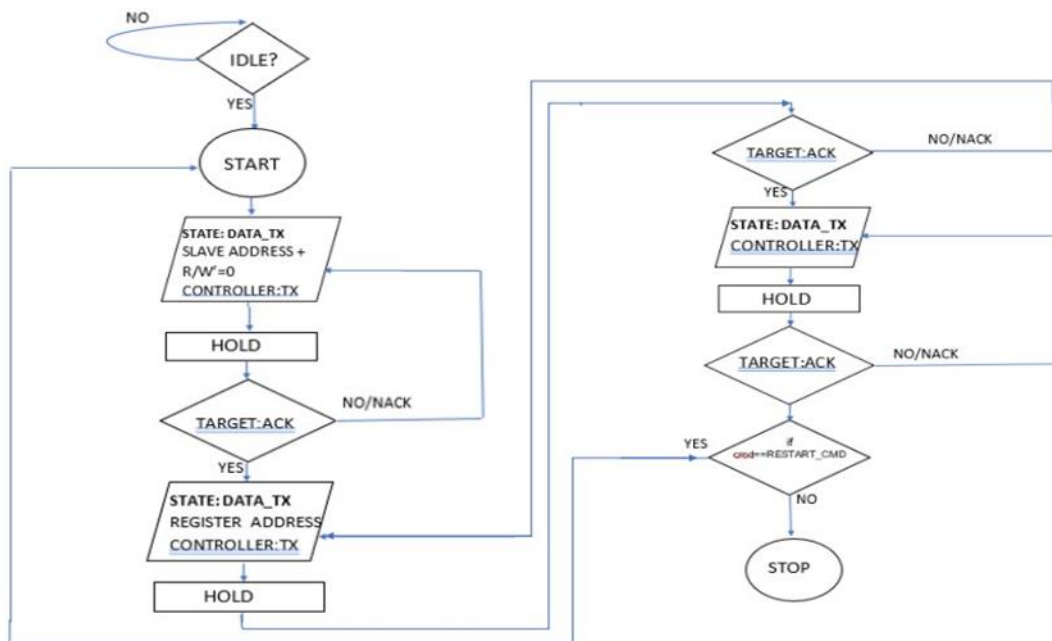 NO
IDLE?
YES
START
STATE: DATA_TX
SLAVE ADDRESS +
R/W'=0
CONTROLLER:TX
HOLD
TARGET:ACK
NO/NACK
YES
STATE: DATA_TX
REGISTER ADDRESS
CONTROLLER:TX
HOLD
TARGET:ACK
NO/NACK
YES
STATE: DATA_TX
CONTROLLER:TX
HOLD
TARGET:ACK
NO/NACK
YES
if
cmd==RESTART_CMD
NO
STOP